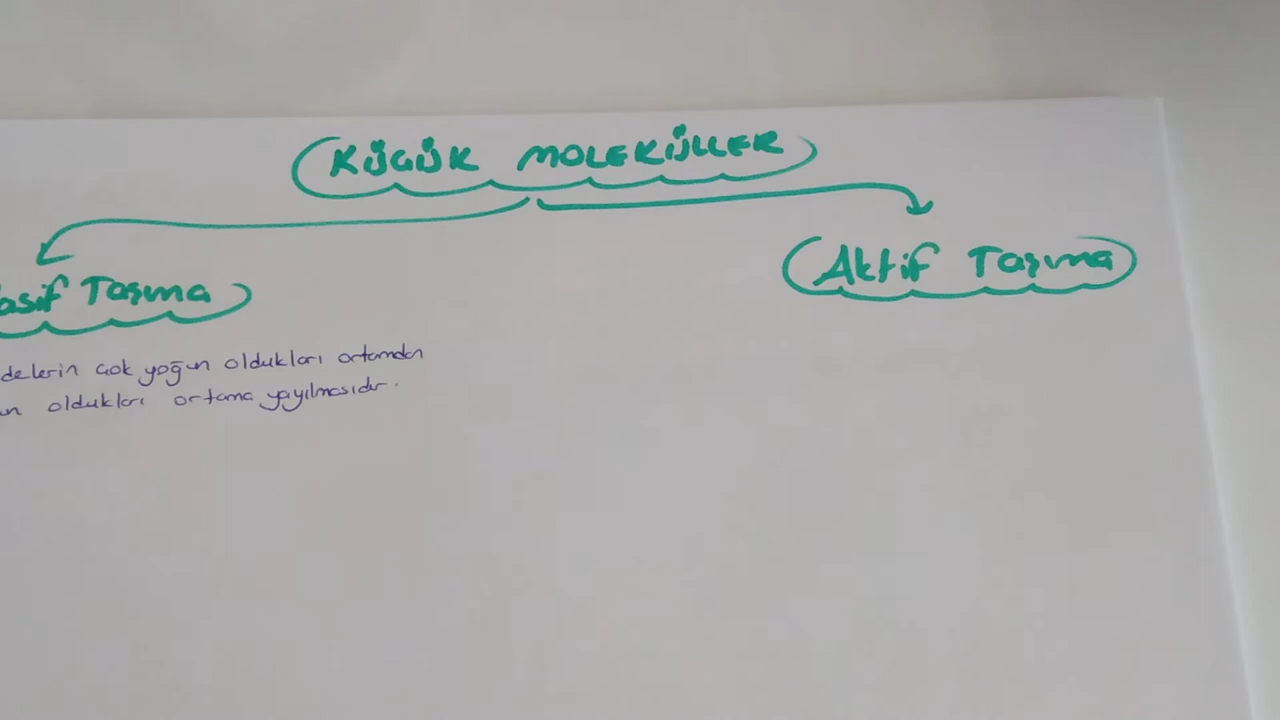 KÜÇÜK MOLEKÜLLER
asif Taşıma
Aktif Taşıma
delerin çok yoğun oldukları ortamdan
n oldukları ortama yayılmasıdır.